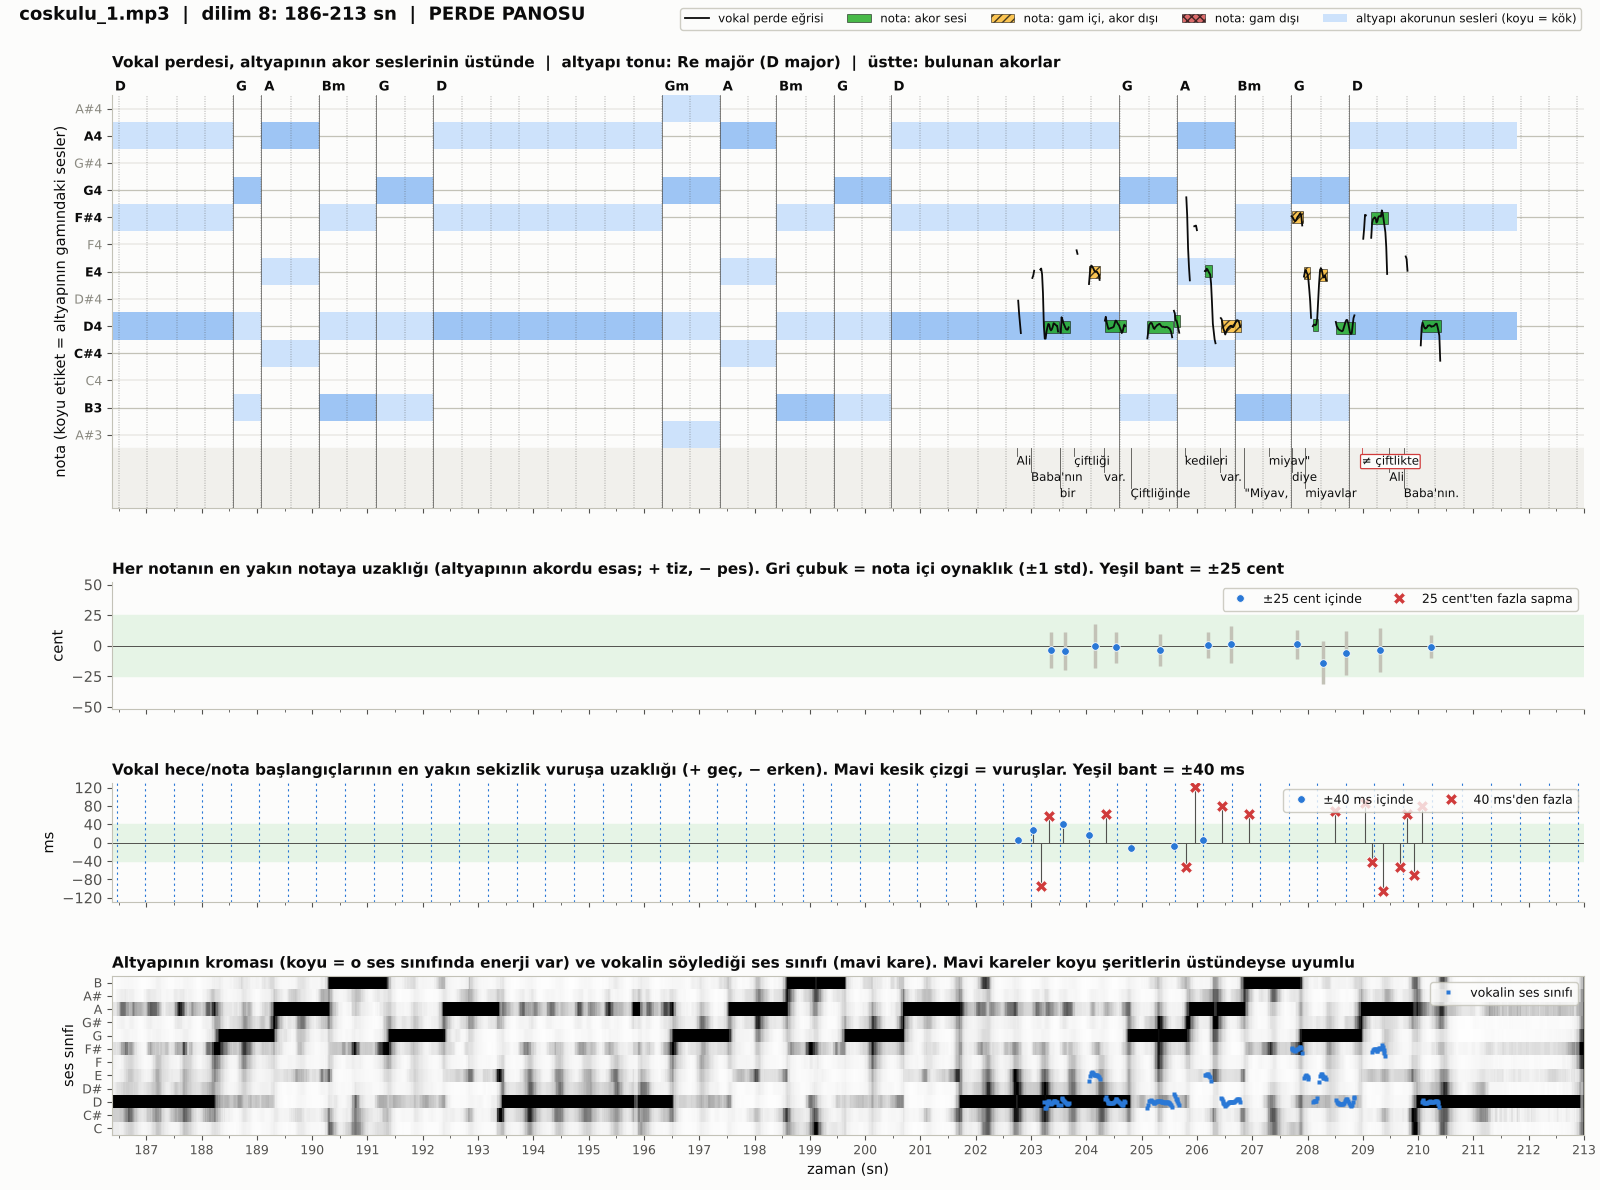 coskulu_1.mp3 | dilim 8: 186-213 sn | PERDE PANOSU
vokal perde eğrisi nota: akor sesi nota: gam içi, akor dışı nota: gam dışı altyapı akorunun sesleri (koyu = kök)
Vokal perdesi, altyapının akor seslerinin üstünde | altyapı tonu: Re majör (D major) | üstte: bulunan akorlar
D G A Bm G D Gm A Bm G D G A Bm G D
nota (koyu etiket = altyapının gamındaki sesler)
A#4
A4
G#4
G4
F#4
F4
E4
D#4
D4
C#4
C4
B3
A#3
Ali çiftliği kedileri miyav" ≠ çiftlikte
Baba'nın var. var. diye Ali
bir Çiftliğinde "Miyav, miyavlar Baba'nın.
Her notanın en yakın notaya uzaklığı (altyapının akordu esas; + tiz, − pes). Gri çubuk = nota içi oynaklık (±1 std). Yeşil bant = ±25 cent
±25 cent içinde 25 cent'ten fazla sapma
cent
50
25
0
−25
−50
Vokal hece/nota başlangıçlarının en yakın sekizlik vuruşa uzaklığı (+ geç, − erken). Mavi kesik çizgi = vuruşlar. Yeşil bant = ±40 ms
±40 ms içinde 40 ms'den fazla
ms
120
80
40
0
−40
−80
−120
Altyapının kroması (koyu = o ses sınıfında enerji var) ve vokalin söylediği ses sınıfı (mavi kare). Mavi kareler koyu şeritlerin üstündeyse uyumlu
vokalin ses sınıfı
ses sınıfı
B
A#
A
G#
G
F#
F
E
D#
D
C#
C
187 188 189 190 191 192 193 194 195 196 197 198 199 200 201 202 203 204 205 206 207 208 209 210 211 212 213
zaman (sn)